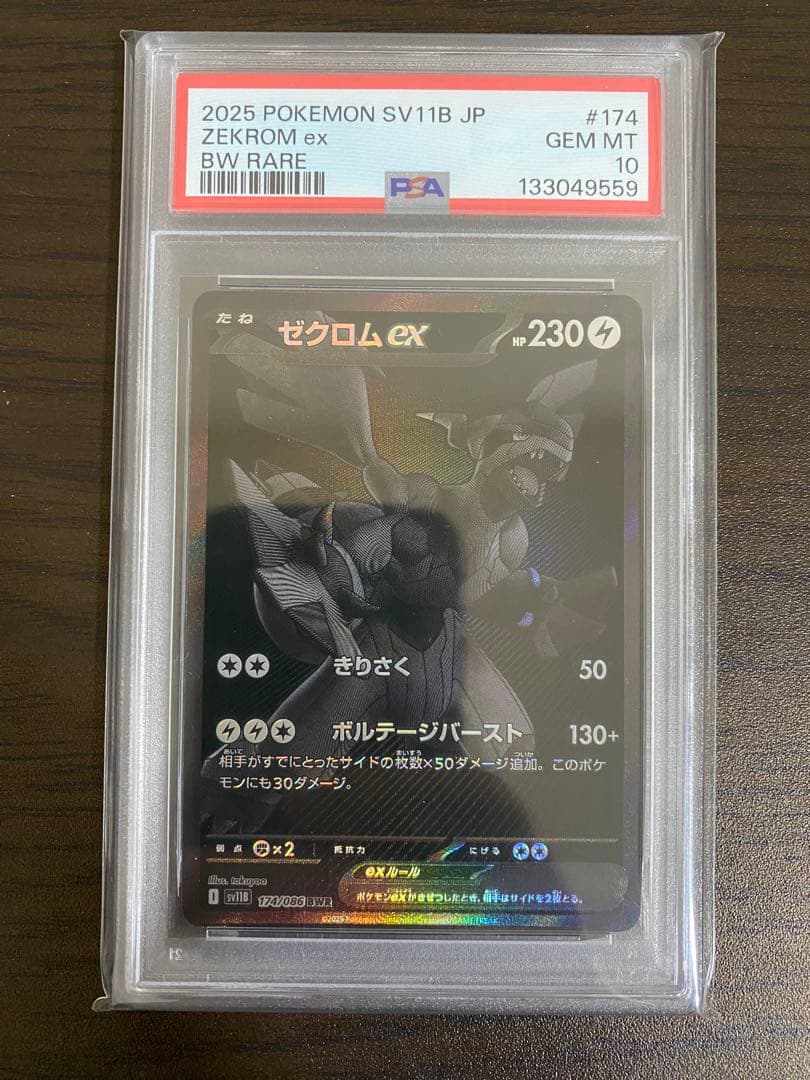 2025 POKEMON SV11B JP #174
ZEKROM ex GEM MT
BW RARE 10
PSA 133049559
たね ゼクロムex HP230
きりさく 50
ボルテージバースト 130+
相手がすでにとったサイドの枚数×50ダメージ追加。このポケ
モンにも30ダメージ。
弱点 ×2 抵抗力 にげる
Illus. takuyoa
exルール
I sv11B 174/086 BWR ポケモンexがきぜつしたとき、相手はサイドを2枚とる。
©2025
21